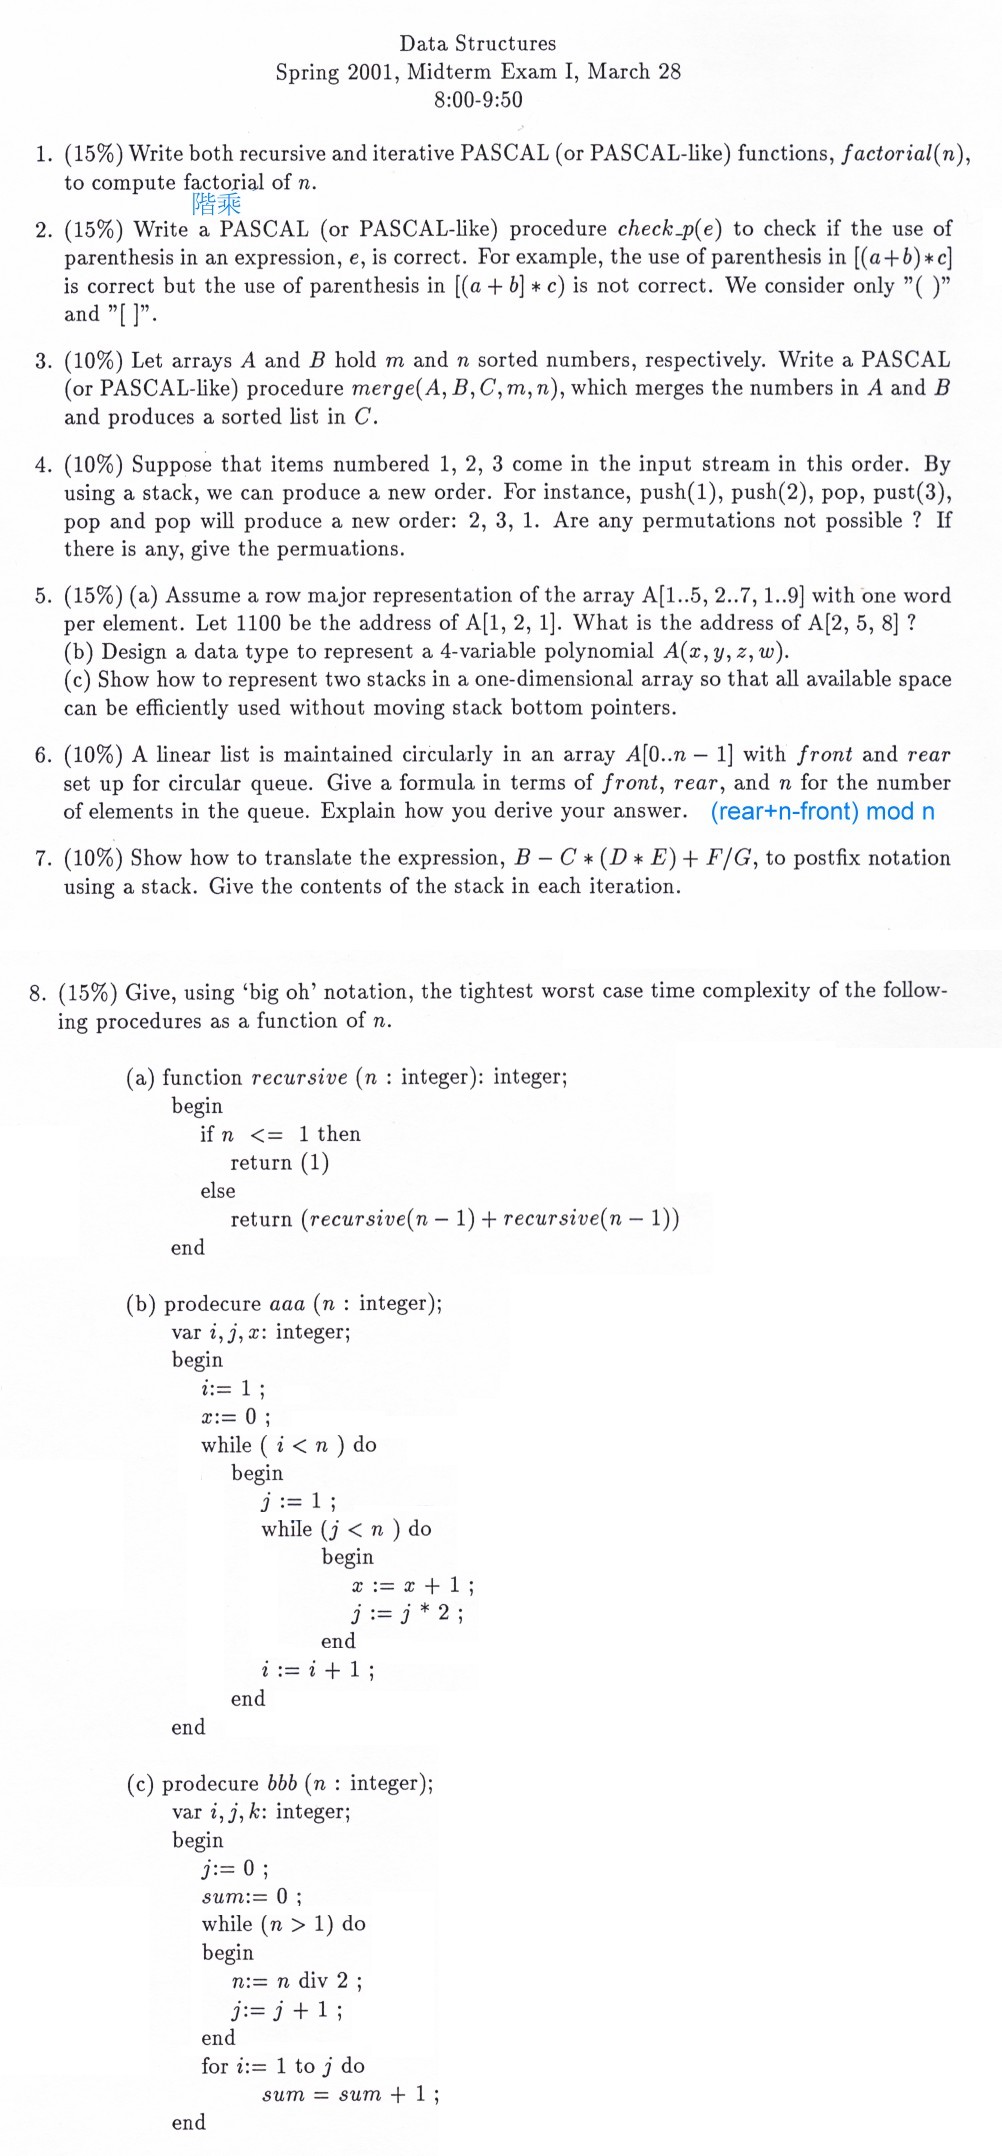 Data Structures
Spring 2001, Midterm Exam I, March 28
8:00-9:50
1. (15%) Write both recursive and iterative PASCAL (or PASCAL-like) functions, factorial(n),
to compute factorial of n.
階乘
2. (15%) Write a PASCAL (or PASCAL-like) procedure check_p(e) to check if the use of
parenthesis in an expression, e, is correct. For example, the use of parenthesis in [(a+b)*c]
is correct but the use of parenthesis in [(a + b] * c) is not correct. We consider only "( )"
and "[ ]".
3. (10%) Let arrays A and B hold m and n sorted numbers, respectively. Write a PASCAL
(or PASCAL-like) procedure merge(A, B, C, m, n), which merges the numbers in A and B
and produces a sorted list in C.
4. (10%) Suppose that items numbered 1, 2, 3 come in the input stream in this order. By
using a stack, we can produce a new order. For instance, push(1), push(2), pop, pust(3),
pop and pop will produce a new order: 2, 3, 1. Are any permutations not possible ? If
there is any, give the permuations.
5. (15%) (a) Assume a row major representation of the array A[1..5, 2..7, 1..9] with one word
per element. Let 1100 be the address of A[1, 2, 1]. What is the address of A[2, 5, 8] ?
(b) Design a data type to represent a 4-variable polynomial A(x, y, z, w).
(c) Show how to represent two stacks in a one-dimensional array so that all available space
can be efficiently used without moving stack bottom pointers.
6. (10%) A linear list is maintained circularly in an array A[0..n − 1] with front and rear
set up for circular queue. Give a formula in terms of front, rear, and n for the number
of elements in the queue. Explain how you derive your answer. (rear+n-front) mod n
7. (10%) Show how to translate the expression, B − C * (D * E) + F/G, to postfix notation
using a stack. Give the contents of the stack in each iteration.
8. (15%) Give, using 'big oh' notation, the tightest worst case time complexity of the follow-
ing procedures as a function of n.
(a) function recursive (n : integer): integer;
begin
if n <= 1 then
return (1)
else
return (recursive(n − 1) + recursive(n − 1))
end
(b) prodecure aaa (n : integer);
var i, j, x: integer;
begin
i:= 1 ;
x:= 0 ;
while ( i < n ) do
begin
j := 1 ;
while (j < n ) do
begin
x := x + 1 ;
j := j * 2 ;
end
i := i + 1 ;
end
end
(c) prodecure bbb (n : integer);
var i, j, k: integer;
begin
j:= 0 ;
sum:= 0 ;
while (n > 1) do
begin
n:= n div 2 ;
j:= j + 1 ;
end
for i:= 1 to j do
sum = sum + 1 ;
end